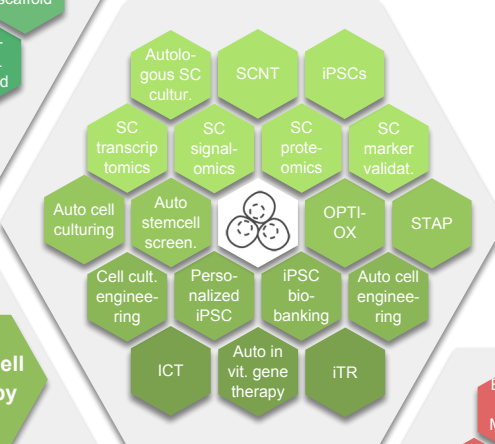 scaffold
d
Autolo-
gous SC
cultur.
SCNT
iPSCs
SC
transcrip
tomics
SC
signal-
omics
SC
prote-
omics
SC
marker
validat.
Auto cell
culturing
Auto
stemcell
screen.
OPTI-
OX
STAP
Cell cult.
enginee-
ring
Perso-
nalized
iPSC
iPSC
bio-
banking
Auto cell
enginee-
ring
ell
py
ICT
Auto in
vit. gene
therapy
iTR